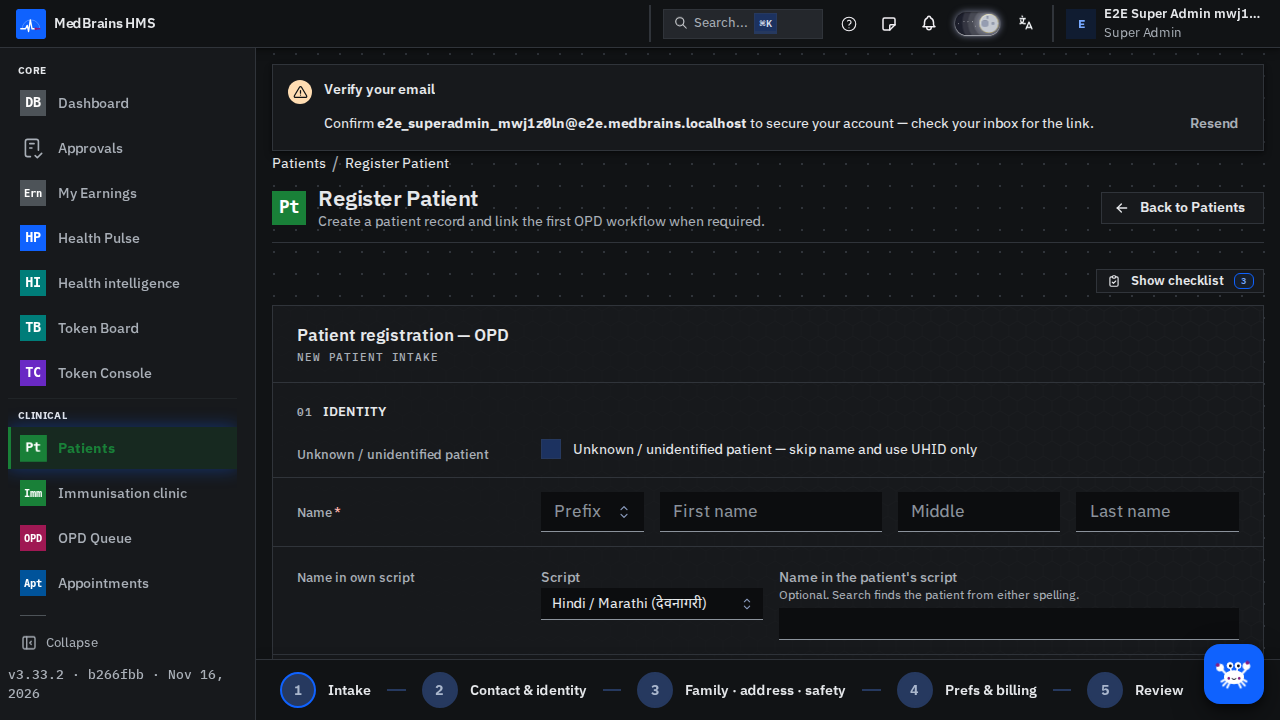 MedBrains HMS
Search... ⌘K
E
E2E Super Admin mwj1...
Super Admin
CORE
DB Dashboard
Approvals
Ern My Earnings
HP Health Pulse
HI Health intelligence
TB Token Board
TC Token Console
CLINICAL
Pt Patients
Imm Immunisation clinic
OPD OPD Queue
Apt Appointments
Collapse
v3.33.2 · b266fbb · Nov 16,
2026
Verify your email
Confirm e2e_superadmin_mwj1z0ln@e2e.medbrains.localhost to secure your account — check your inbox for the link.
Resend
Patients / Register Patient
Pt Register Patient
Create a patient record and link the first OPD workflow when required.
Back to Patients
Show checklist 3
Patient registration — OPD
NEW PATIENT INTAKE
01 IDENTITY
Unknown / unidentified patient
Unknown / unidentified patient — skip name and use UHID only
Name *
Prefix First name Middle Last name
Name in own script
Script
Hindi / Marathi (देवनागरी)
Name in the patient's script
Optional. Search finds the patient from either spelling.
1 Intake
2 Contact & identity
3 Family · address · safety
4 Prefs & billing
5 Review